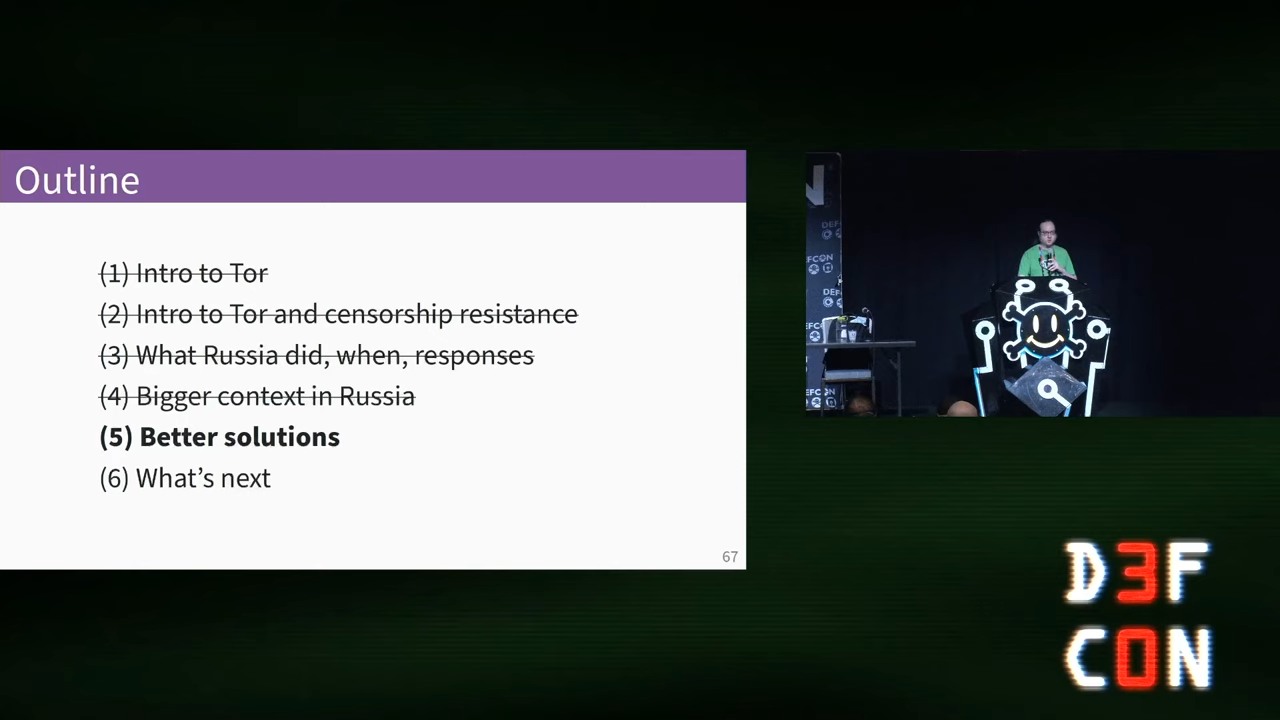 Outline
(1) Intro to Tor
(2) Intro to Tor and censorship resistance
(3) What Russia did, when, responses
(4) Bigger context in Russia
(5) Better solutions
(6) What’s next
67
D3F
C0N